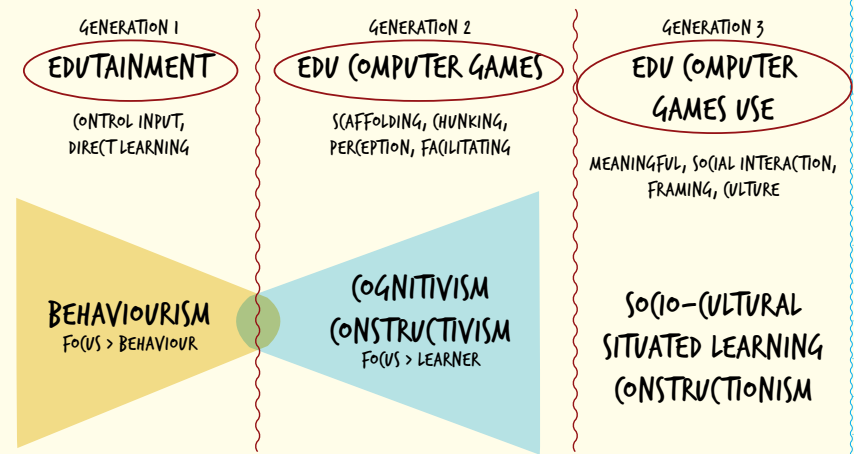 GENERATION 1
EDUTAINMENT
CONTROL INPUT,
DIRECT LEARNING
BEHAVIOURISM
FOCUS > BEHAVIOUR
GENERATION 2
EDU COMPUTER GAMES
SCAFFOLDING, CHUNKING,
PERCEPTION, FACILITATING
COGNITIVISM
CONSTRUCTIVISM
FOCUS > LEARNER
GENERATION 3
EDU COMPUTER
GAMES USE
MEANINGFUL, SOCIAL INTERACTION,
FRAMING, CULTURE
SOCIO-CULTURAL
SITUATED LEARNING
CONSTRUCTIONISM